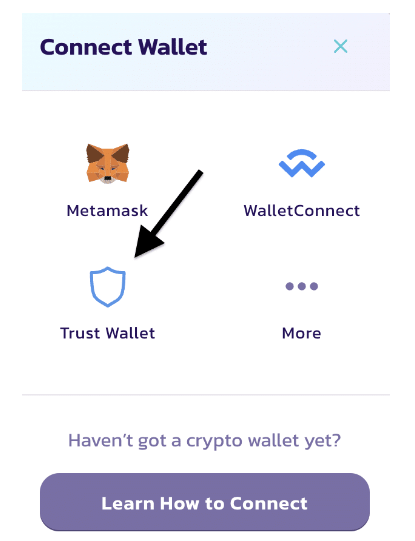 Connect Wallet
Metamask
WalletConnect
Trust Wallet
More
Haven’t got a crypto wallet yet?
Learn How to Connect